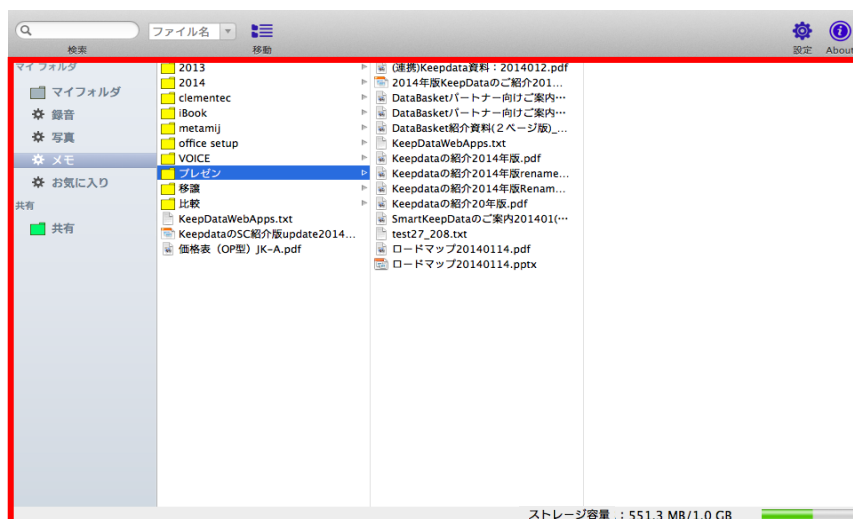 ファイル名
検索
移動
設定
About
マイフォルダ
マイフォルダ
録音
写真
メモ
お気に入り
共有
共有
2013
2014
clementec
iBook
metamij
office setup
VOICE
プレゼン
移譲
比較
KeepDataWebApps.txt
KeepdataのSC紹介版update2014...
価格表（OP型）JK-A.pdf
(連携)Keepdata資料：2014012.pdf
2014年版KeepDataのご紹介201...
DataBasketパートナー向けご案内…
DataBasketパートナー向けご案内…
DataBasket紹介資料(２ページ版)_...
KeepDataWebApps.txt
Keepdataの紹介2014年版.pdf
Keepdataの紹介2014年版rename...
Keepdataの紹介2014年版Renam...
Keepdataの紹介20年版.pdf
SmartKeepDataのご案内201401(…
test27_208.txt
ロードマップ20140114.pdf
ロードマップ20140114.pptx
ストレージ容量 .：551.3 MB/1.0 GB